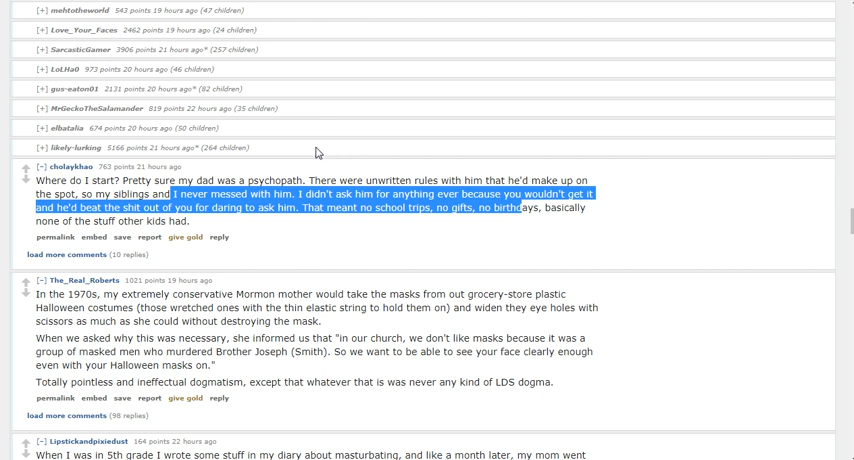 [+] mehtotheworld 543 points 19 hours ago (47 children)
[+] Love_Your_Faces 2462 points 19 hours ago (24 children)
[+] SarcasticGamer 3906 points 21 hours ago* (257 children)
[+] LoLHa0 973 points 20 hours ago (46 children)
[+] gus-eaton01 2131 points 20 hours ago* (82 children)
[+] MrGeckoTheSalamander 819 points 22 hours ago (35 children)
[+] elbatalia 674 points 20 hours ago (50 children)
[+] likely-lurking 5166 points 21 hours ago* (264 children)
[–] cholaykhao 763 points 21 hours ago
Where do I start? Pretty sure my dad was a psychopath. There were unwritten rules with him that he'd make up on
the spot, so my siblings and I never messed with him. I didn't ask him for anything ever because you wouldn't get it
and he'd beat the shit out of you for daring to ask him. That meant no school trips, no gifts, no birthdays, basically
none of the stuff other kids had.
permalink embed save report give gold reply
load more comments (10 replies)
[–] The_Real_Roberts 1021 points 19 hours ago
In the 1970s, my extremely conservative Mormon mother would take the masks from out grocery-store plastic
Halloween costumes (those wretched ones with the thin elastic string to hold them on) and widen they eye holes with
scissors as much as she could without destroying the mask.
When we asked why this was necessary, she informed us that "in our church, we don't like masks because it was a
group of masked men who murdered Brother Joseph (Smith). So we want to be able to see your face clearly enough
even with your Halloween masks on."
Totally pointless and ineffectual dogmatism, except that whatever that is was never any kind of LDS dogma.
permalink embed save report give gold reply
load more comments (98 replies)
[–] Lipstickandpixiedust 164 points 22 hours ago
When I was in 5th grade I wrote some stuff in my diary about masturbating, and like a month later, my mom went